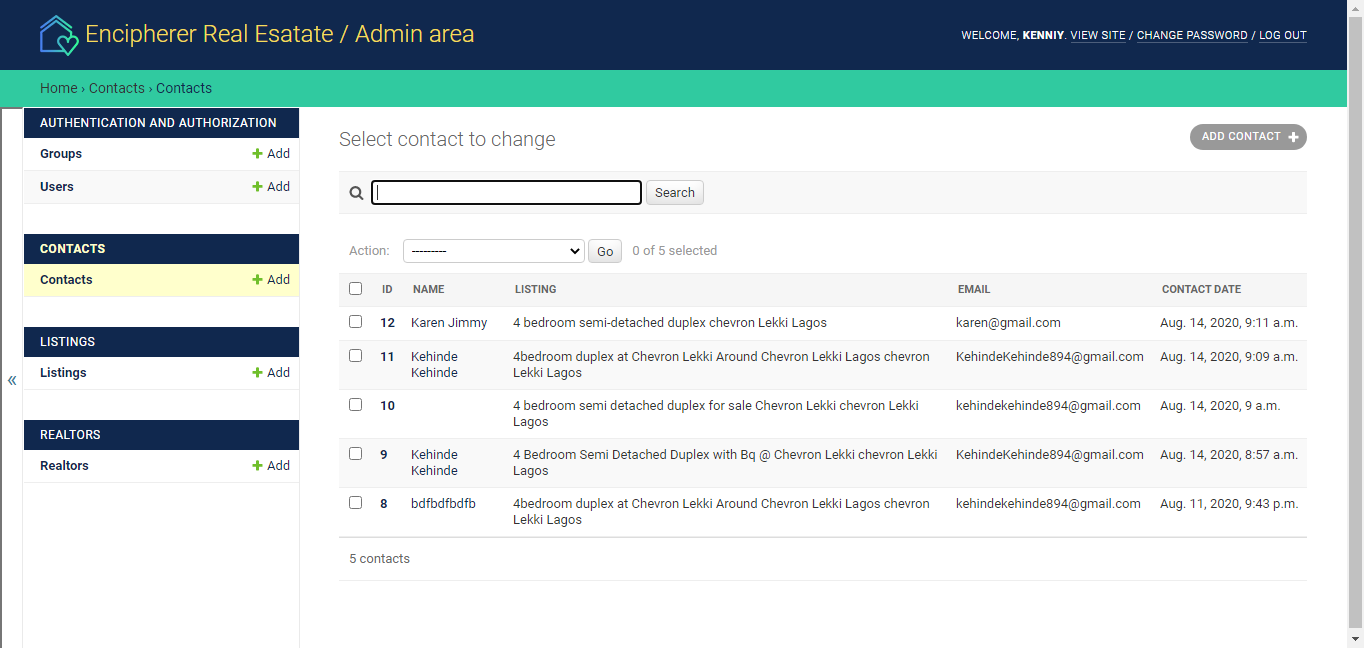 Encipherer Real Esatate / Admin area
WELCOME, KENNIY. VIEW SITE / CHANGE PASSWORD / LOG OUT
Home › Contacts › Contacts
AUTHENTICATION AND AUTHORIZATION
Groups + Add
Users + Add
CONTACTS
Contacts + Add
LISTINGS
Listings + Add
REALTORS
Realtors + Add
«
Select contact to change
ADD CONTACT +
Search
Action: --------- Go 0 of 5 selected
ID NAME LISTING EMAIL CONTACT DATE
12 Karen Jimmy 4 bedroom semi-detached duplex chevron Lekki Lagos karen@gmail.com Aug. 14, 2020, 9:11 a.m.
11 Kehinde 4bedroom duplex at Chevron Lekki Around Chevron Lekki Lagos chevron KehindeKehinde894@gmail.com Aug. 14, 2020, 9:09 a.m.
Kehinde Lekki Lagos
10 4 bedroom semi detached duplex for sale Chevron Lekki chevron Lekki kehindekehinde894@gmail.com Aug. 14, 2020, 9 a.m.
Lagos
9 Kehinde 4 Bedroom Semi Detached Duplex with Bq @ Chevron Lekki chevron Lekki KehindeKehinde894@gmail.com Aug. 14, 2020, 8:57 a.m.
Kehinde Lagos
8 bdfbdfbdfb 4bedroom duplex at Chevron Lekki Around Chevron Lekki Lagos chevron kehindekehinde894@gmail.com Aug. 11, 2020, 9:43 p.m.
Lekki Lagos
5 contacts